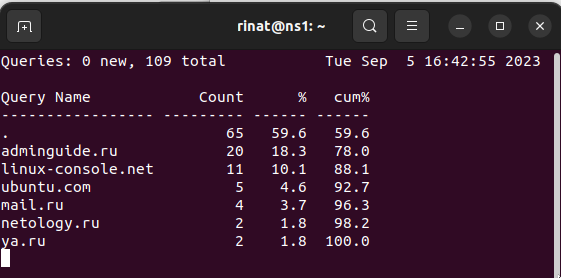 rinat@ns1: ~
Queries: 0 new, 109 total Tue Sep 5 16:42:55 2023
Query Name Count % cum%
----------------- --------- ------ ------
. 65 59.6 59.6
adminguide.ru 20 18.3 78.0
linux-console.net 11 10.1 88.1
ubuntu.com 5 4.6 92.7
mail.ru 4 3.7 96.3
netology.ru 2 1.8 98.2
ya.ru 2 1.8 100.0